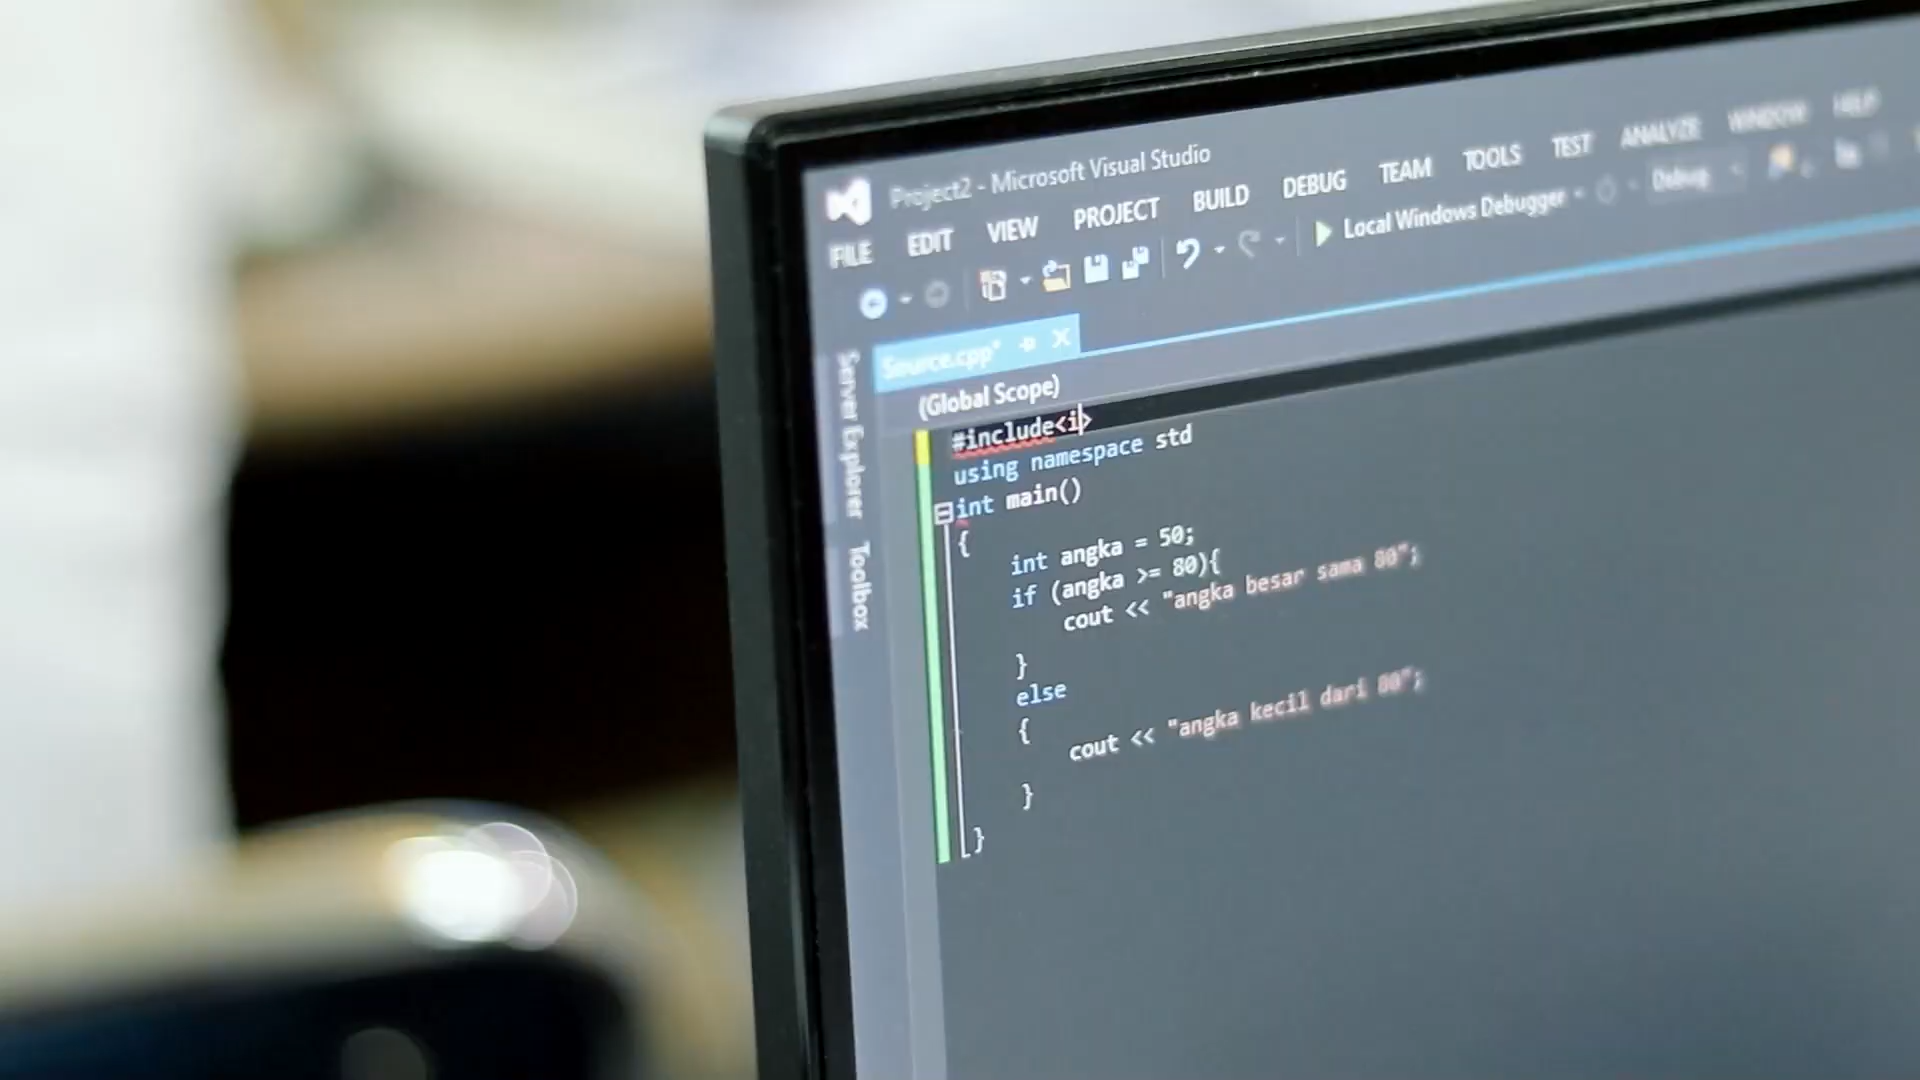 Project2 - Microsoft Visual Studio
FILE EDIT VIEW PROJECT BUILD DEBUG TEAM TOOLS TEST ANALYZE WINDOW HELP
Local Windows Debugger Debug
Source.cpp*
(Global Scope)
Server Explorer
Toolbox
#include<i>
using namespace std
int main()
{
int angka = 50;
if (angka >= 80){
cout << "angka besar sama 80";
}
else
{
cout << "angka kecil dari 80";
}
}